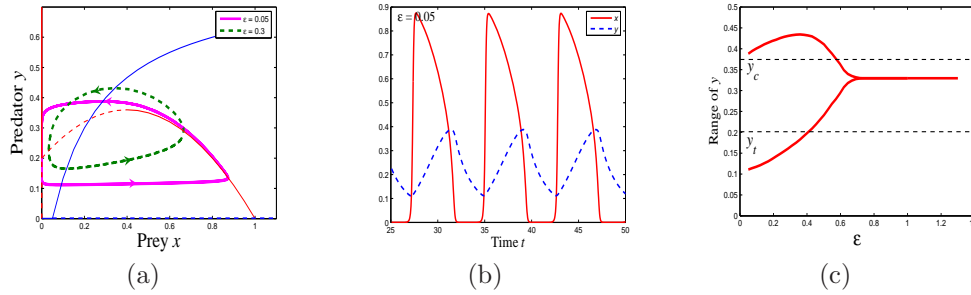 Predator y
0.6
0.5
0.4
0.3
0.2
0.1
0
ε = 0.05
ε = 0.3
0 0.2 0.4 0.6 0.8 1
Prey x
(a)
0.9
0.8
0.7
0.6
0.5
0.4
0.3
0.2
0.1
0
ε = 0.05
x
y
25 30 35 40 45 50
Time t
(b)
Range of y
0.5
0.45
0.4
0.35
0.3
0.25
0.2
0.15
0.1
0.05
0
y_c
y_t
0 0.2 0.4 0.6 0.8 1 1.2
ε
(c)